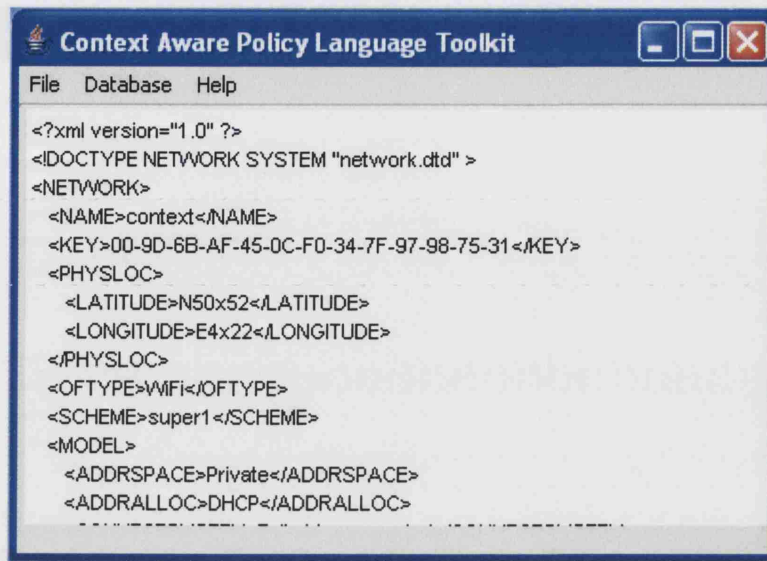 Context Aware Policy Language Toolkit
File Database Help
<?xml version="1.0" ?>
<!DOCTYPE NETWORK SYSTEM "network.dtd" >
<NETWORK>
<NAME>context</NAME>
<KEY>00-9D-6B-AF-45-0C-F0-34-7F-97-98-75-31</KEY>
<PHYSLOC>
<LATITUDE>N50x52</LATITUDE>
<LONGITUDE>E4x22</LONGITUDE>
</PHYSLOC>
<OFTYPE>WiFi</OFTYPE>
<SCHEME>super1</SCHEME>
<MODEL>
<ADDRSPACE>Private</ADDRSPACE>
<ADDRALLOC>DHCP</ADDRALLOC>